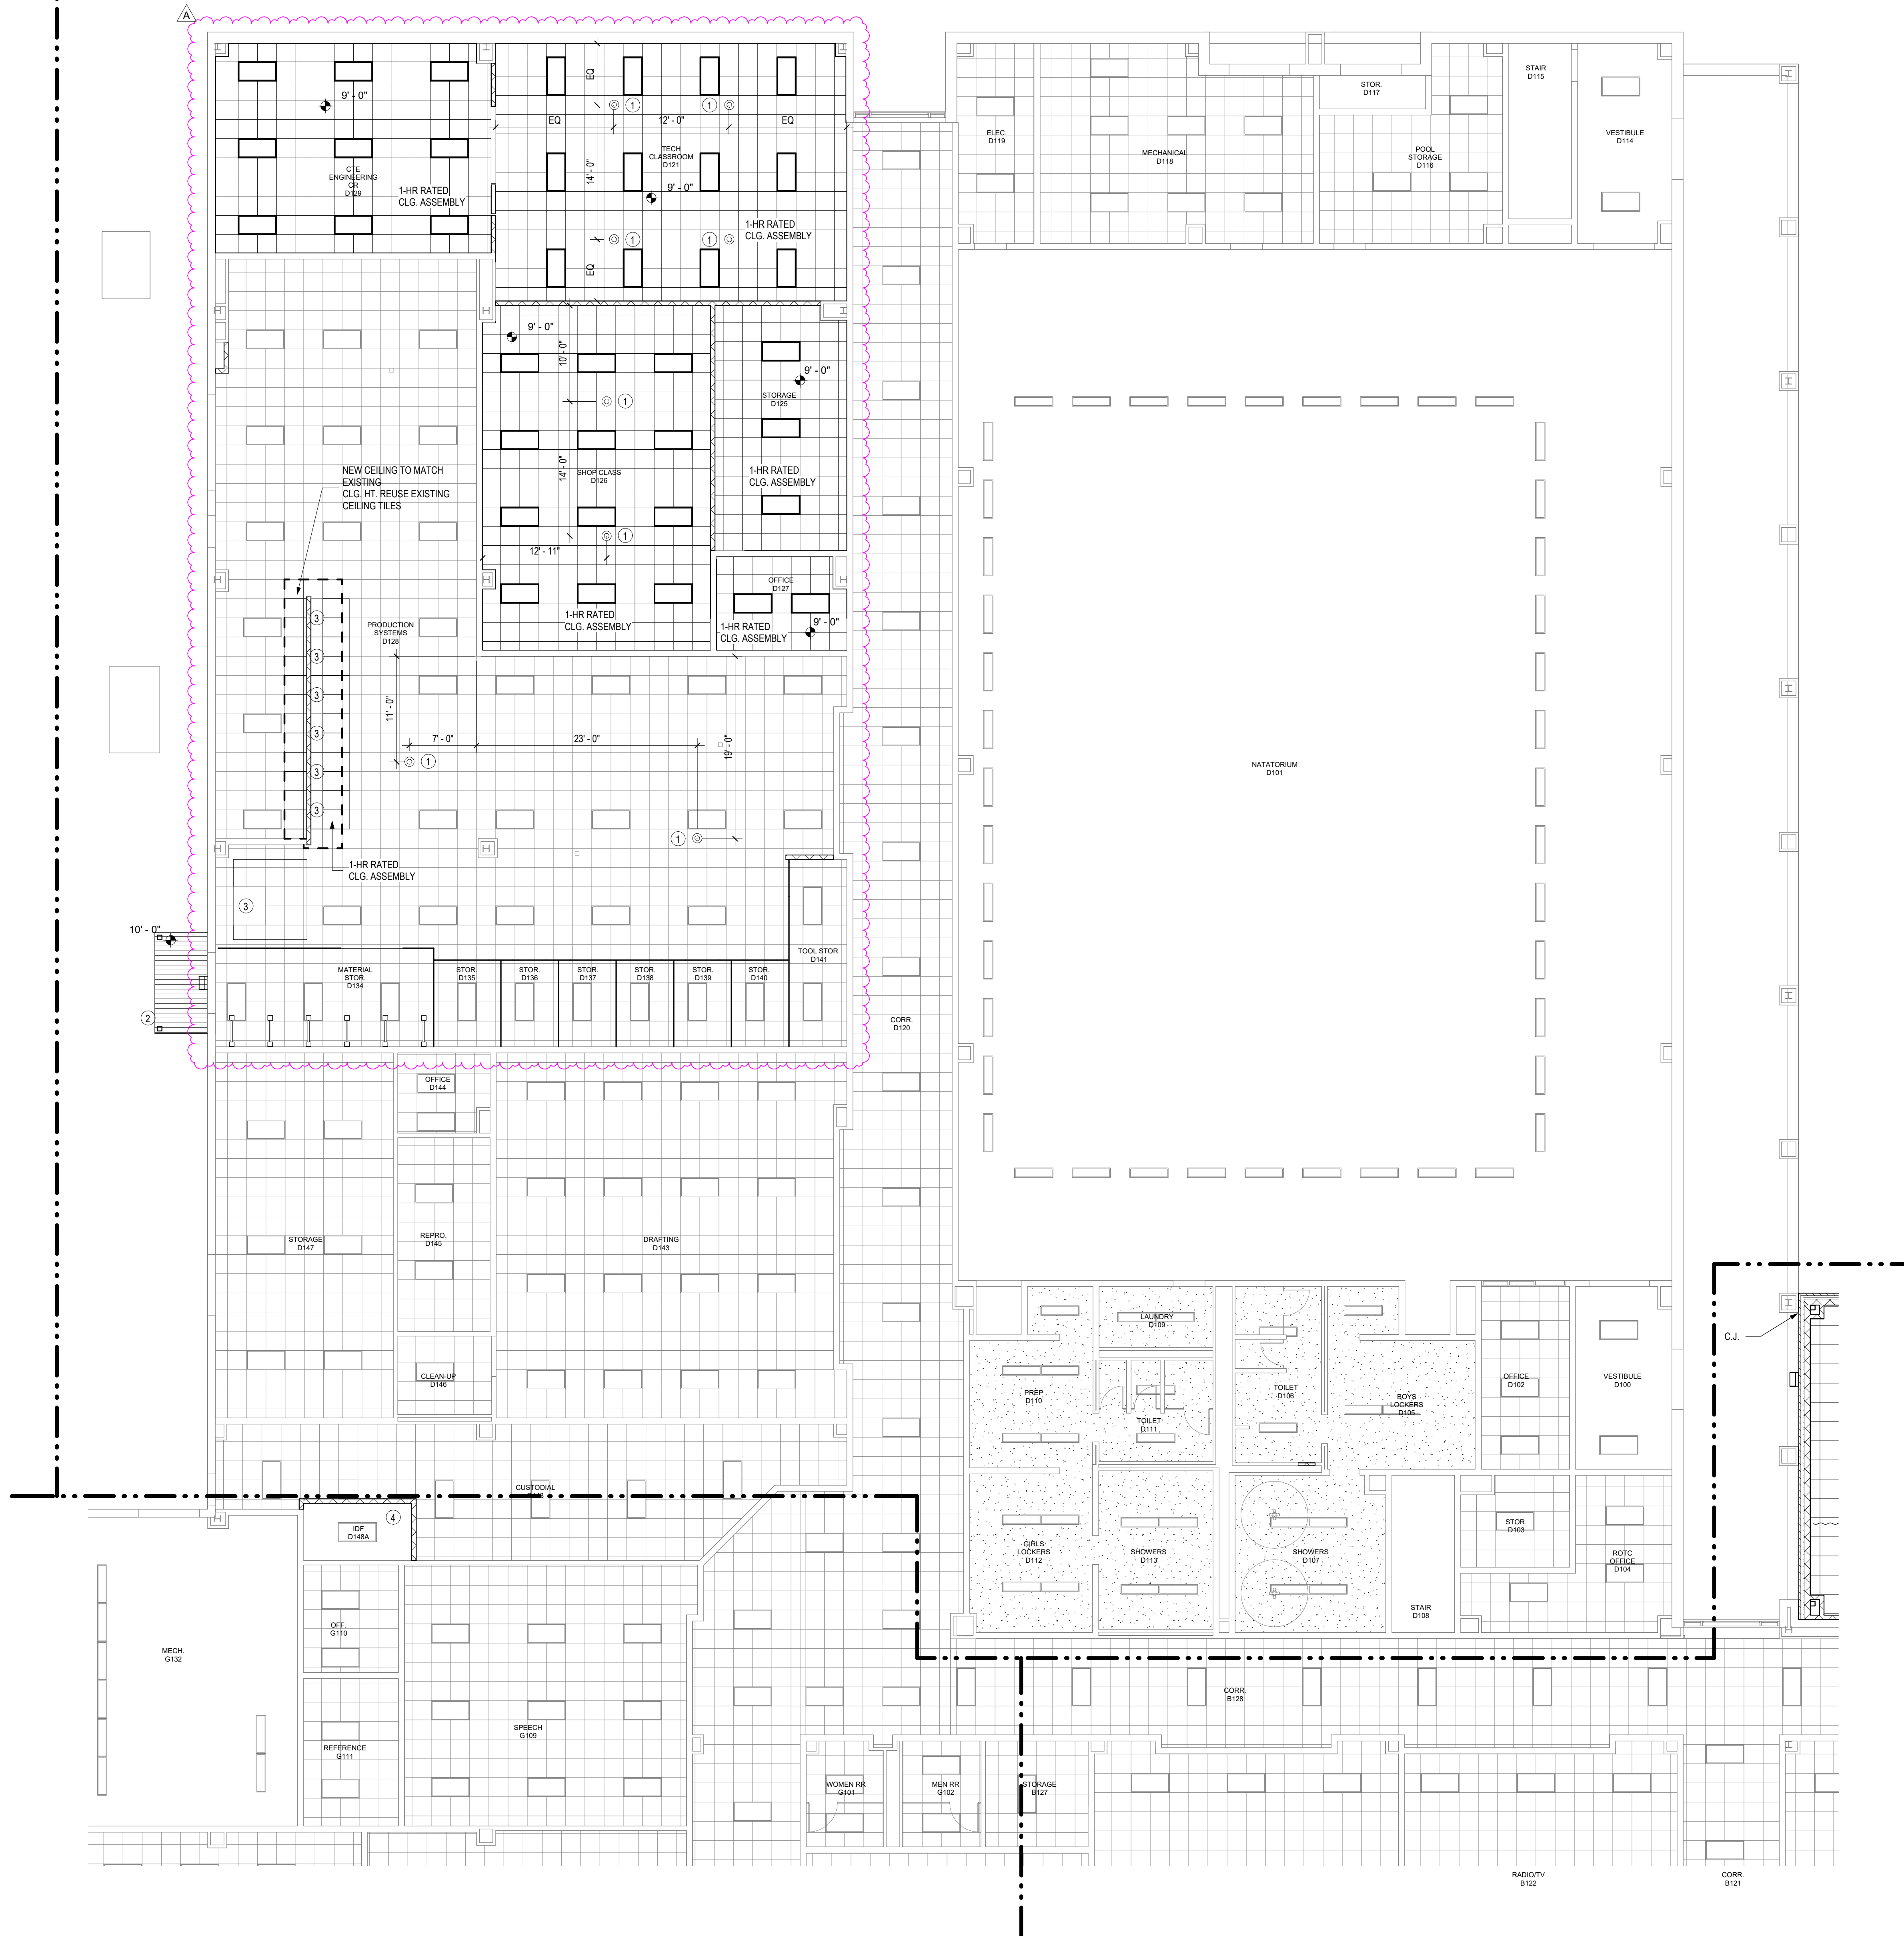 A
9' - 0"
CTE
ENGINEERING
CR
D129
1-HR RATED
CLG. ASSEMBLY
EQ
1
1
EQ
12' - 0"
EQ
TECH
CLASSROOM
D121
14' - 0"
9' - 0"
1-HR RATED
CLG. ASSEMBLY
1
1
EQ
ELEC.
D119
MECHANICAL
D118
STOR.
D117
POOL
STORAGE
D116
STAIR
D115
VESTIBULE
D114
9' - 0"
10' - 0"
1
14' - 0"
SHOP CLASS
D126
1
12' - 11"
1-HR RATED
CLG. ASSEMBLY
9' - 0"
STORAGE
D125
1-HR RATED
CLG. ASSEMBLY
OFFICE
D127
9' - 0"
1-HR RATED
CLG. ASSEMBLY
NEW CEILING TO MATCH
EXISTING
CLG. HT. REUSE EXISTING
CEILING TILES
3
3
3
3
3
3
PRODUCTION
SYSTEMS
D128
11' - 0"
7' - 0"
23' - 0"
19' - 0"
1
1
1-HR RATED
CLG. ASSEMBLY
3
NATATORIUM
D101
10' - 0"
2
MATERIAL
STOR.
D134
STOR.
D135
STOR.
D136
STOR.
D137
STOR.
D138
STOR.
D139
STOR.
D140
TOOL STOR.
D141
CORR.
D120
OFFICE
D144
STORAGE
D147
REPRO.
D145
DRAFTING
D143
CLEAN-UP
D146
CUSTODIAL
IDF
D148A
4
LAUNDRY
D109
PREP
D110
TOILET
D111
TOILET
D106
BOYS
LOCKERS
D105
OFFICE
D102
VESTIBULE
D100
C.J.
GIRLS
LOCKERS
D112
SHOWERS
D113
SHOWERS
D107
STAIR
D108
STOR.
D103
ROTC
OFFICE
D104
MECH.
G132
OFF.
G110
REFERENCE
G111
SPEECH
G109
CORR.
B128
WOMEN RR
G101
MEN RR
G102
STORAGE
B127
RADIO/TV
B122
CORR.
B121